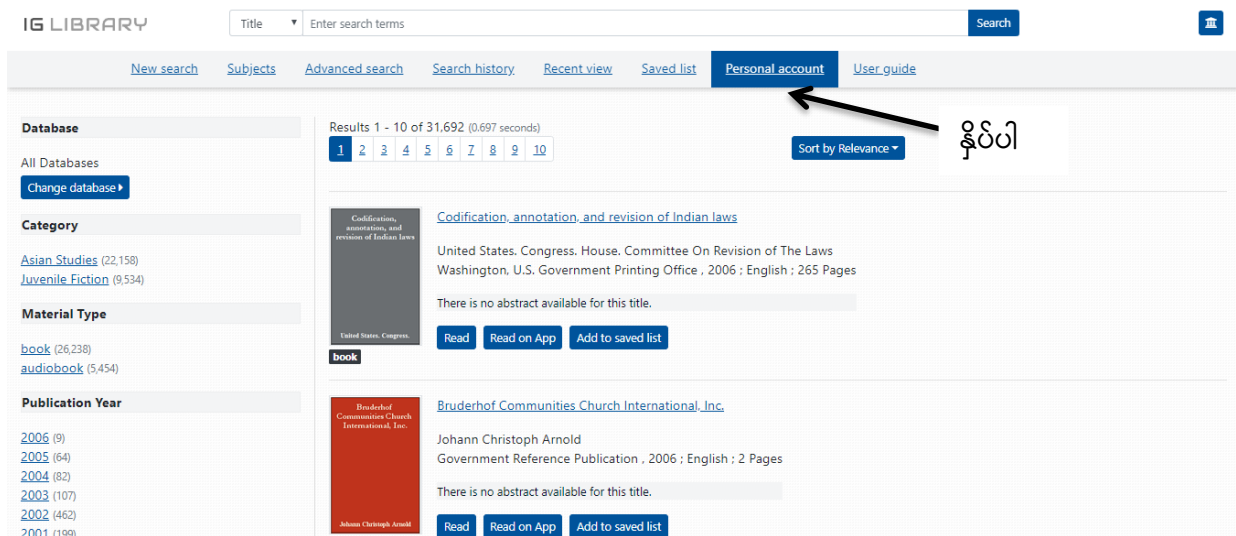 IG LIBRARY
Title
Enter search terms
Search
New search Subjects Advanced search Search history Recent view Saved list Personal account User guide
နှိပ်ပါ
Database
All Databases
Change database
Category
Asian Studies (22,158)
Juvenile Fiction (9,534)
Material Type
book (26,238)
audiobook (5,454)
Publication Year
2006 (9)
2005 (64)
2004 (82)
2003 (107)
2002 (462)
2001 (199)
Results 1 - 10 of 31,692 (0.697 seconds)
1 2 3 4 5 6 7 8 9 10
Sort by Relevance
Codification,
annotation, and
revision of Indian laws
United States. Congress.
book
Codification, annotation, and revision of Indian laws
United States. Congress. House. Committee On Revision of The Laws
Washington, U.S. Government Printing Office , 2006 ; English ; 265 Pages
There is no abstract available for this title.
Read Read on App Add to saved list
Bruderhof
Communities Church
International, Inc.
Johann Christoph Arnold
Bruderhof Communities Church International, Inc.
Johann Christoph Arnold
Government Reference Publication , 2006 ; English ; 2 Pages
There is no abstract available for this title.
Read Read on App Add to saved list